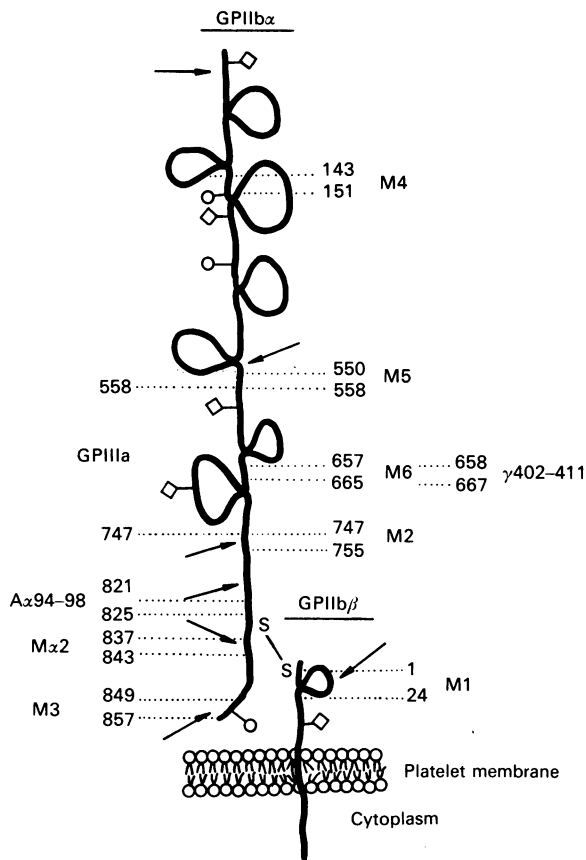 GPIIbα
143
M4
151
550
M5
558 558
GPIIIa
657 658
M6 γ402–411
665 667
747 747
M2
755
821
Aα94–98
GPIIbβ
825
S
837
Mα2
843
S
1
M1
24
849
M3
857
Platelet membrane
Cytoplasm